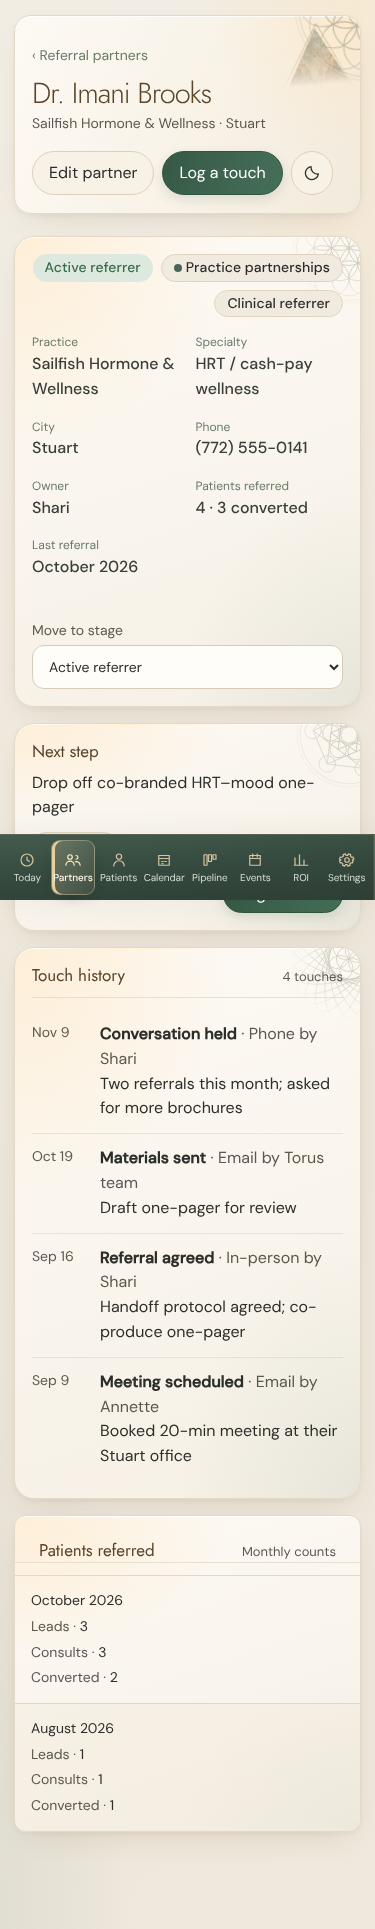 ‹ Referral partners
Dr. Imani Brooks
Sailfish Hormone & Wellness · Stuart
Edit partner
Log a touch
Active referrer
Practice partnerships
Clinical referrer
Practice
Specialty
Sailfish Hormone &
Wellness
HRT / cash-pay
wellness
City
Phone
Stuart
(772) 555-0141
Owner
Patients referred
Shari
4 · 3 converted
Last referral
October 2026
Move to stage
Active referrer
Next step
Drop off co-branded HRT–mood one-
pager
Today
Partners
Patients
Calendar
Pipeline
Events
ROI
Settings
Touch history
4 touches
Nov 9
Conversation held · Phone by
Shari
Two referrals this month; asked
for more brochures
Oct 19
Materials sent · Email by Torus
team
Draft one-pager for review
Sep 16
Referral agreed · In-person by
Shari
Handoff protocol agreed; co-
produce one-pager
Sep 9
Meeting scheduled · Email by
Annette
Booked 20-min meeting at their
Stuart office
Patients referred
Monthly counts
October 2026
Leads · 3
Consults · 3
Converted · 2
August 2026
Leads · 1
Consults · 1
Converted · 1